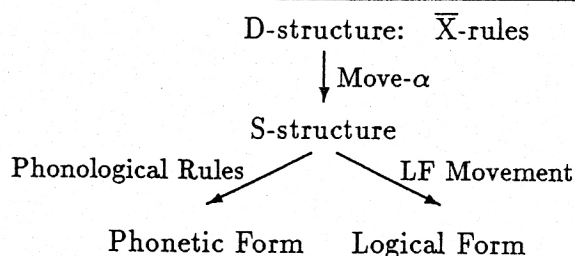 D-structure: X̅-rules
Move-α
S-structure
Phonological Rules LF Movement
Phonetic Form Logical Form